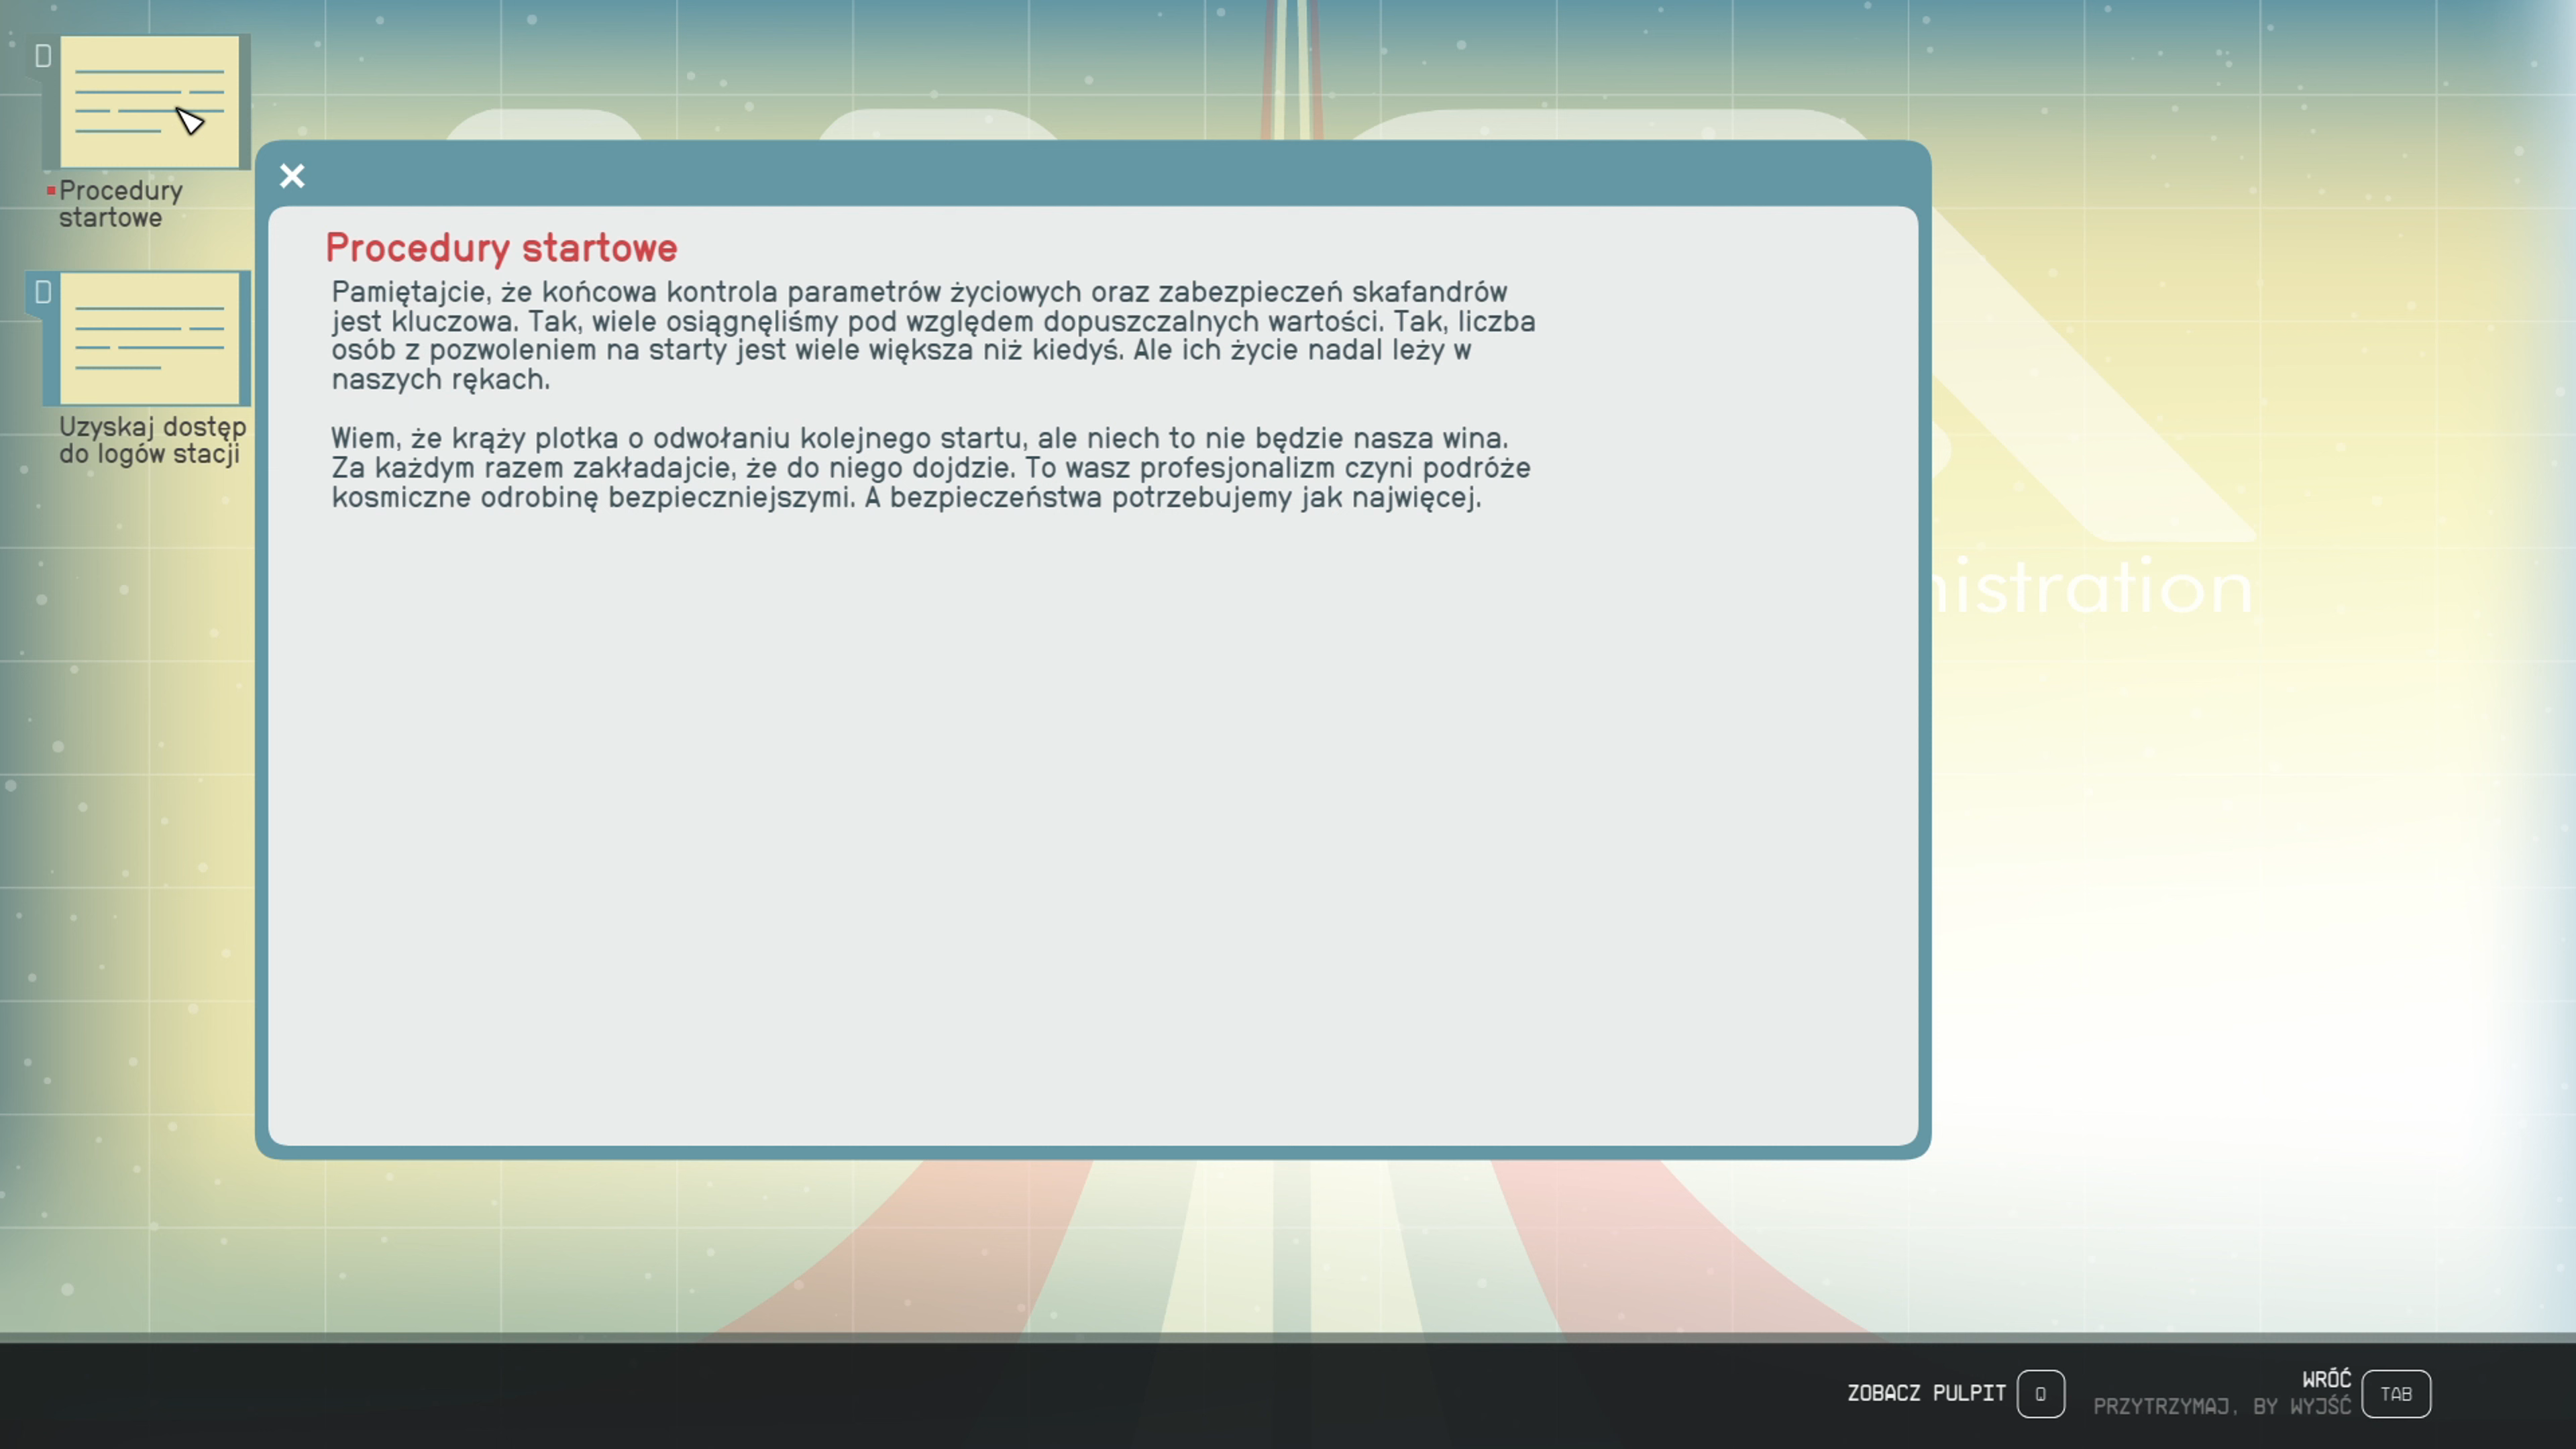 Procedury
startowe
Uzyskaj dostęp
do logów stacji
Procedury startowe
Pamiętajcie, że końcowa kontrola parametrów życiowych oraz zabezpieczeń skafandrów
jest kluczowa. Tak, wiele osiągnęliśmy pod względem dopuszczalnych wartości. Tak, liczba
osób z pozwoleniem na starty jest wiele większa niż kiedyś. Ale ich życie nadal leży w
naszych rękach.
Wiem, że krąży plotka o odwołaniu kolejnego startu, ale niech to nie będzie nasza wina.
Za każdym razem zakładajcie, że do niego dojdzie. To wasz profesjonalizm czyni podróże
kosmiczne odrobinę bezpieczniejszymi. A bezpieczeństwa potrzebujemy jak najwięcej.
nistration
ZOBACZ PULPIT Q
WRÓĆ
PRZYTRZYMAJ, BY WYJŚĆ TAB